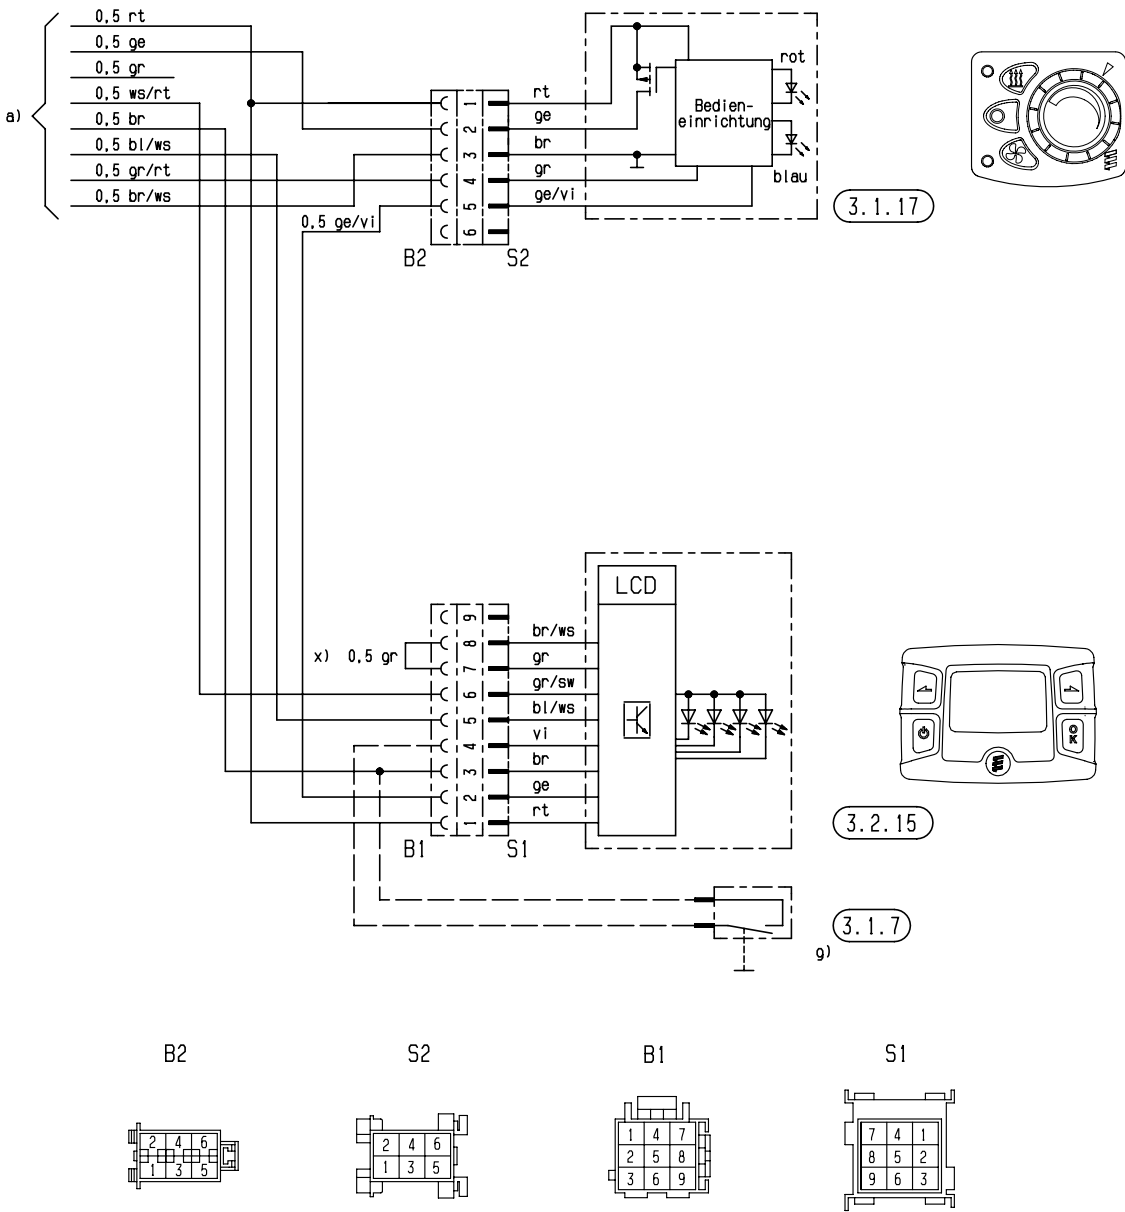 a)
0,5 rt
0,5 ge
0,5 gr
0,5 ws/rt
0,5 br
0,5 bl/ws
0,5 gr/rt
0,5 br/ws
0,5 ge/vi
1
2
3
4
5
6
B2
S2
rt
ge
br
gr
ge/vi
Bedien-
einrichtung
rot
blau
3.1.17
x) 0,5 gr
9
8
7
6
5
4
3
2
1
B1
S1
br/ws
gr
gr/sw
bl/ws
vi
br
ge
rt
LCD
OK
3.2.15
3.1.7
g)
B2
S2
B1
S1
2 4 6
1 3 5
2 4 6
1 3 5
1 4 7
2 5 8
3 6 9
7 4 1
8 5 2
9 6 3